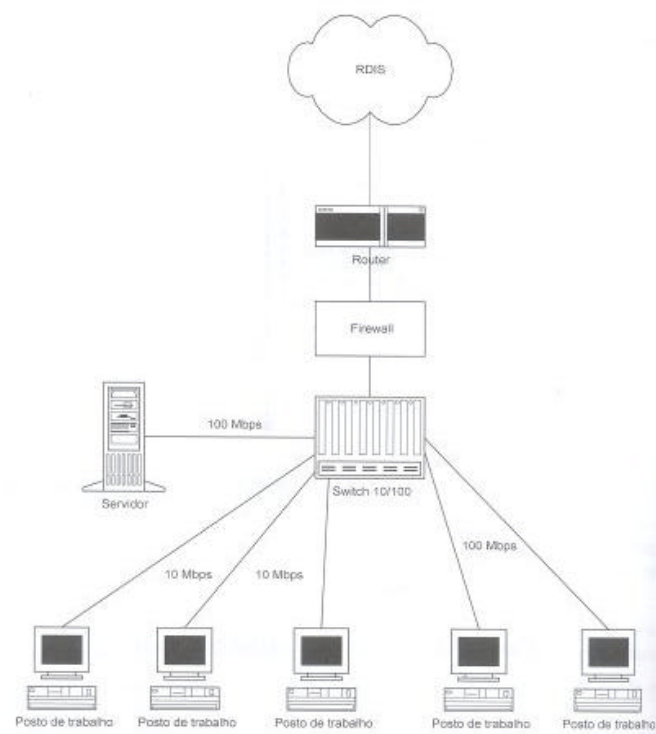 RDIS
Router
Firewall
100 Mbps
Servidor
Switch 10/100
10 Mbps
10 Mbps
100 Mbps
Posto de trabalho
Posto de trabalho
Posto de trabalho
Posto de trabalho
Posto de trabalho